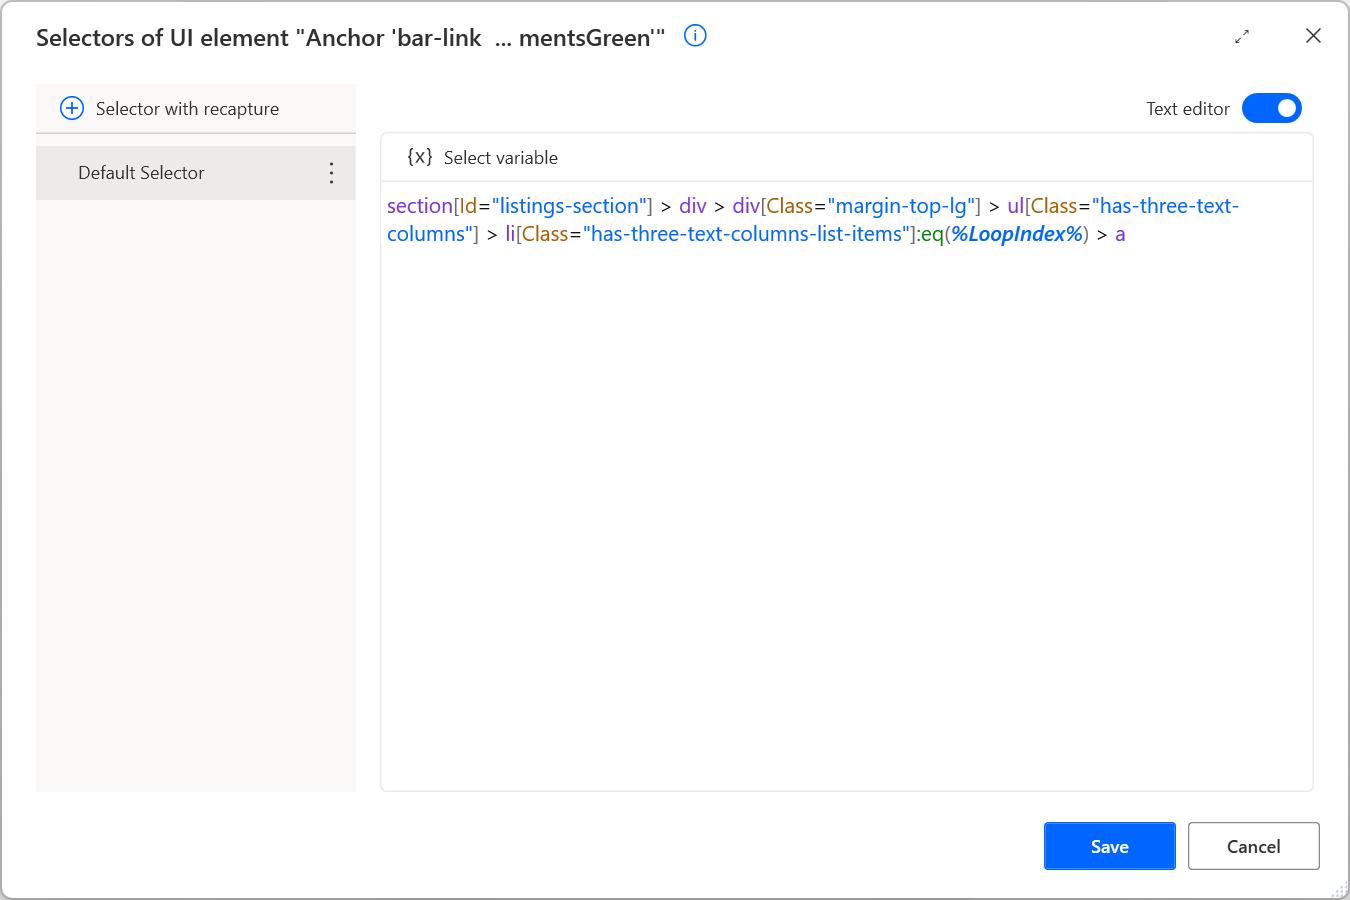 Selectors of UI element "Anchor 'bar-link ... mentsGreen'"
Selector with recapture
Text editor
Default Selector
{x} Select variable
section[Id="listings-section"] > div > div[Class="margin-top-lg"] > ul[Class="has-three-text-
columns"] > li[Class="has-three-text-columns-list-items"]:eq(%LoopIndex%) > a
Save
Cancel